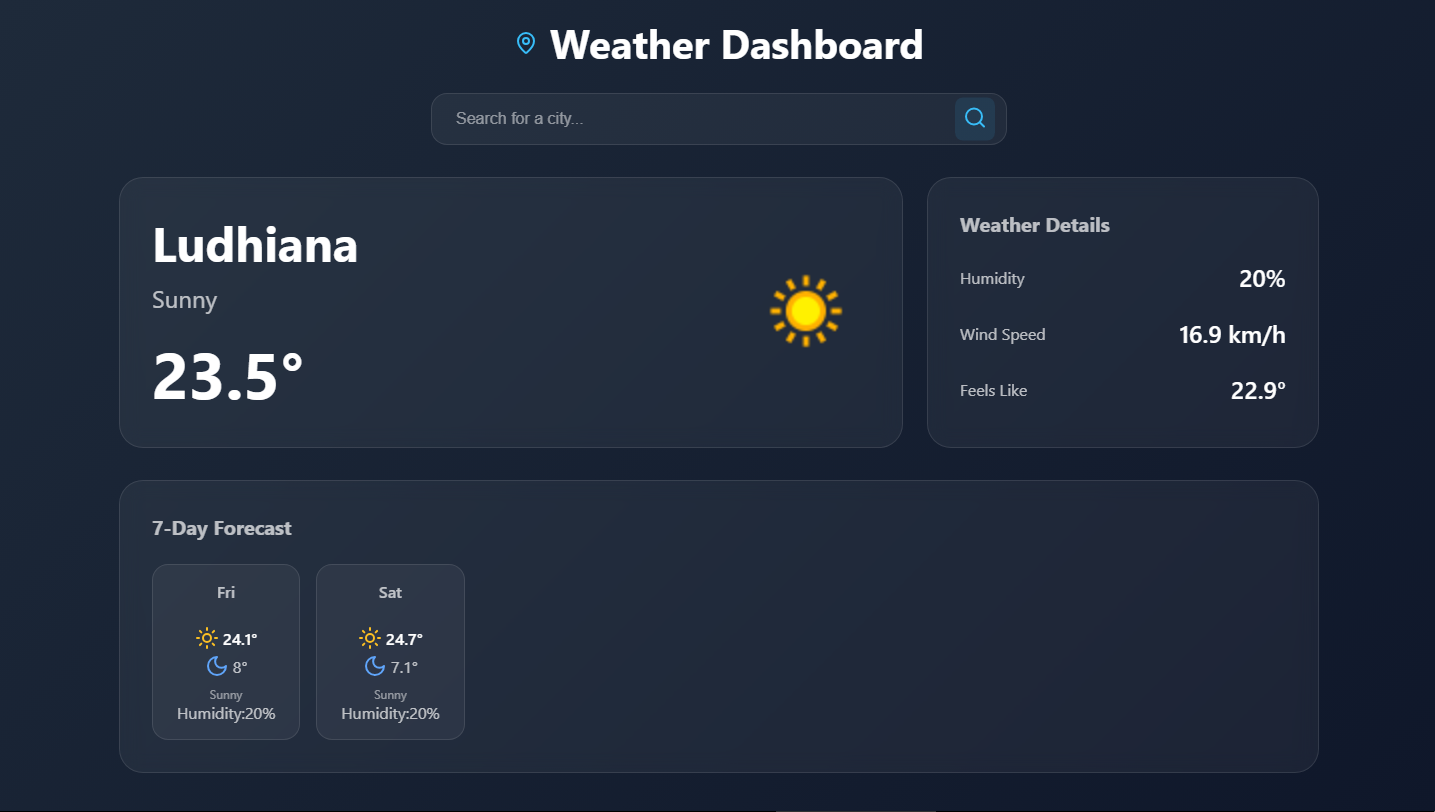 Weather Dashboard
Search for a city...
Ludhiana
Sunny
23.5°
Weather Details
Humidity 20%
Wind Speed 16.9 km/h
Feels Like 22.9°
7-Day Forecast
Fri
24.1°
8°
Sunny
Humidity:20%
Sat
24.7°
7.1°
Sunny
Humidity:20%